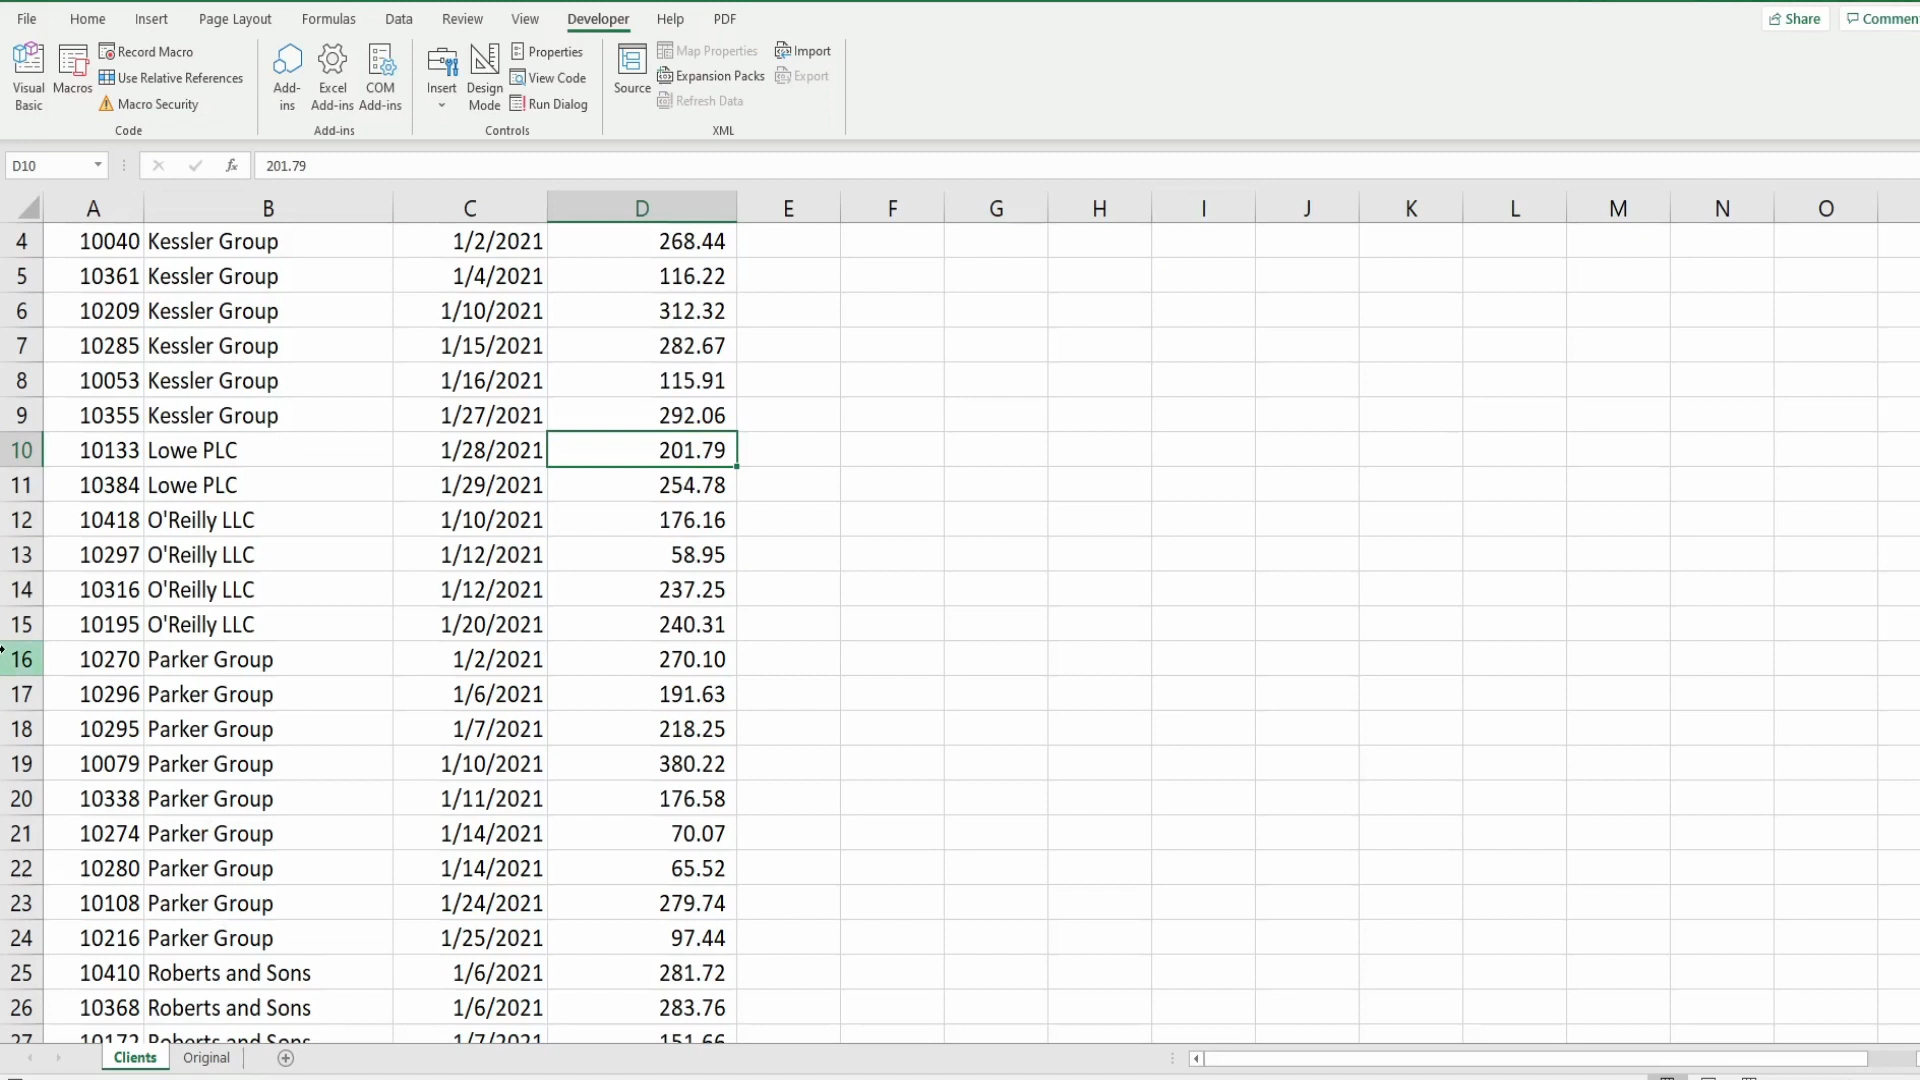 File Home Insert Page Layout Formulas Data Review View Developer Help PDF Share
Visual Basic
Macros
Record Macro
Use Relative References
Macro Security
Code
Add-ins
Excel Add-ins
COM Add-ins
Add-ins
Insert
Design Mode
Properties
View Code
Run Dialog
Controls
Source
Map Properties
Expansion Packs
Refresh Data
Import
Export
XML
D10 fx 201.79
A B C D E F G H I J K L M N O
4 10040 Kessler Group 1/2/2021 268.44
5 10361 Kessler Group 1/4/2021 116.22
6 10209 Kessler Group 1/10/2021 312.32
7 10285 Kessler Group 1/15/2021 282.67
8 10053 Kessler Group 1/16/2021 115.91
9 10355 Kessler Group 1/27/2021 292.06
10 10133 Lowe PLC 1/28/2021 201.79
11 10384 Lowe PLC 1/29/2021 254.78
12 10418 O'Reilly LLC 1/10/2021 176.16
13 10297 O'Reilly LLC 1/12/2021 58.95
14 10316 O'Reilly LLC 1/12/2021 237.25
15 10195 O'Reilly LLC 1/20/2021 240.31
16 10270 Parker Group 1/2/2021 270.10
17 10296 Parker Group 1/6/2021 191.63
18 10295 Parker Group 1/7/2021 218.25
19 10079 Parker Group 1/10/2021 380.22
20 10338 Parker Group 1/11/2021 176.58
21 10274 Parker Group 1/14/2021 70.07
22 10280 Parker Group 1/14/2021 65.52
23 10108 Parker Group 1/24/2021 279.74
24 10216 Parker Group 1/25/2021 97.44
25 10410 Roberts and Sons 1/6/2021 281.72
26 10368 Roberts and Sons 1/6/2021 283.76
27 10172 Roberts and Sons 1/7/2021 151.66
Clients Original